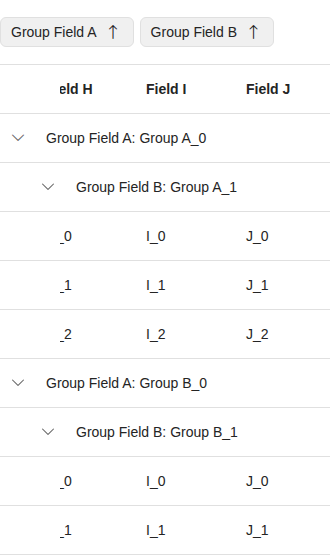 Group Field A ↑ Group Field B ↑
eld H Field I Field J
Group Field A: Group A_0
Group Field B: Group A_1
_0 I_0 J_0
_1 I_1 J_1
_2 I_2 J_2
Group Field A: Group B_0
Group Field B: Group B_1
_0 I_0 J_0
_1 I_1 J_1